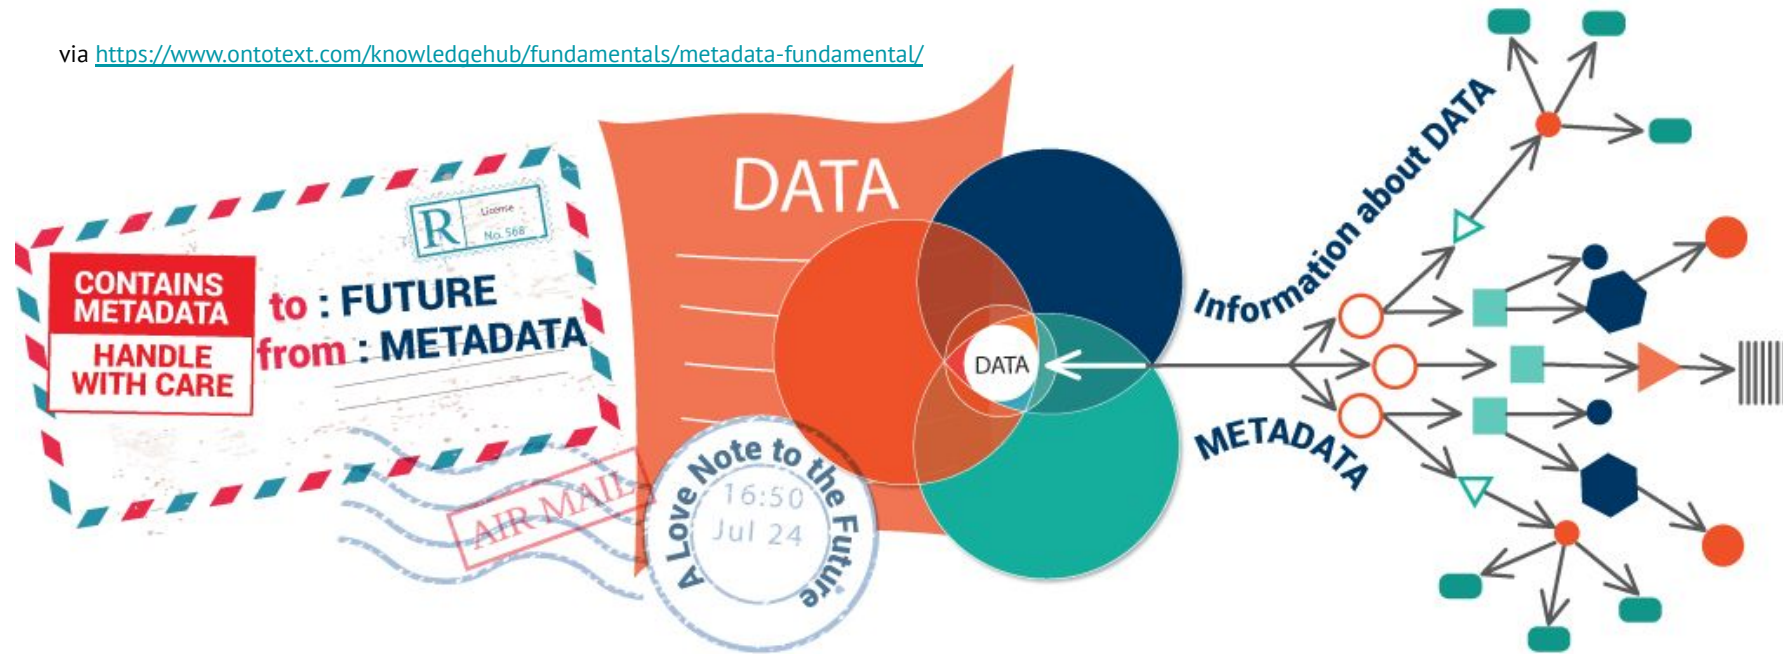 via https://www.ontotext.com/knowledgehub/fundamentals/metadata-fundamental/
CONTAINS
METADATA
HANDLE
WITH CARE
to : FUTURE
from : METADATA
R
License
No. 568
AIR MAIL
A Love Note to the Future
16:50
Jul 24
DATA
DATA
Information about DATA
METADATA